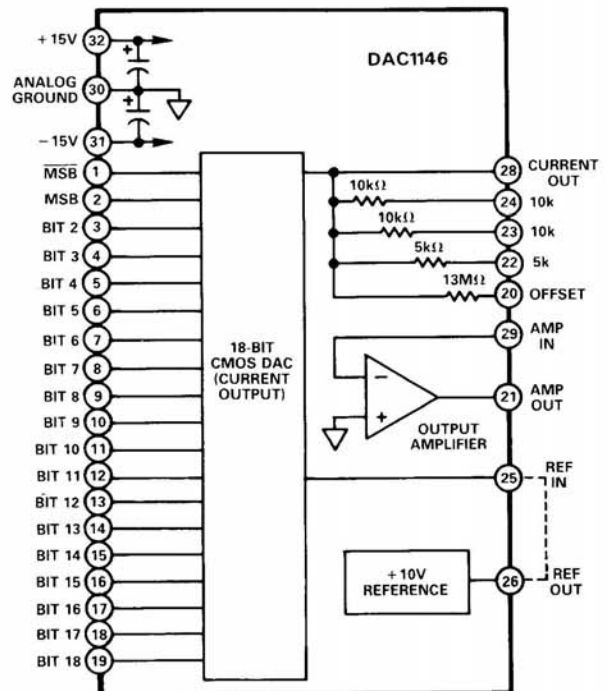 DAC1146
+ 15V 32
ANALOG
GROUND 30
- 15V 31
+
+
M̅S̅B̅ 1
MSB 2
BIT 2 3
BIT 3 4
BIT 4 5
BIT 5 6
BIT 6 7
BIT 7 8
BIT 8 9
BIT 9 10
BIT 10 11
BIT 11 12
BIT 12 13
BIT 13 14
BIT 14 15
BIT 15 16
BIT 16 17
BIT 17 18
BIT 18 19
18-BIT
CMOS DAC
(CURRENT
OUTPUT)
28 CURRENT
OUT
10kΩ 24 10k
10kΩ 23 10k
5kΩ 22 5k
13MΩ 20 OFFSET
29 AMP
IN
−
+
21 AMP
OUT
OUTPUT
AMPLIFIER
25 REF
IN
+ 10V
REFERENCE
26 REF
OUT